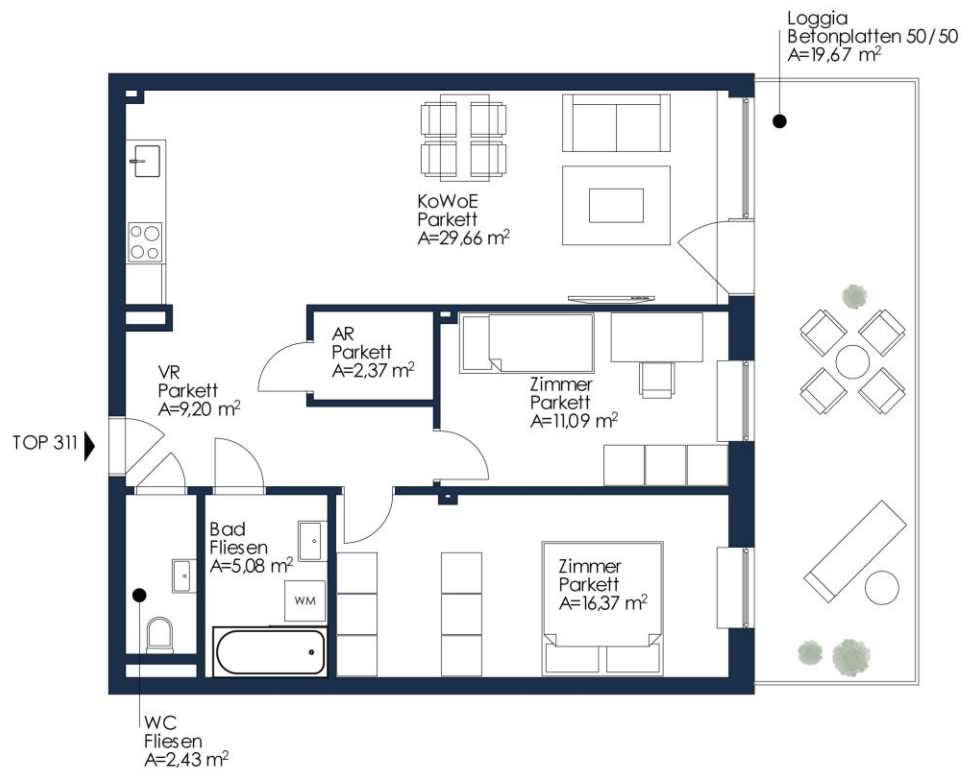 Loggia
Betonplatten 50/50
A=19,67 m²
KoWoE
Parkett
A=29,66 m²
AR
Parkett
A=2,37 m²
VR
Parkett
A=9,20 m²
Zimmer
Parkett
A=11,09 m²
TOP 311
Bad
Fliesen
A=5,08 m²
WM
Zimmer
Parkett
A=16,37 m²
WC
Fliesen
A=2,43 m²